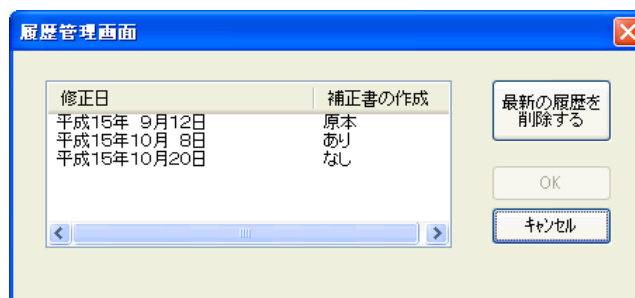 履歴管理画面
修正日 補正書の作成
平成15年 9月12日 原本
平成15年10月 8日 あり
平成15年10月20日 なし
最新の履歴を
削除する
OK
キャンセル